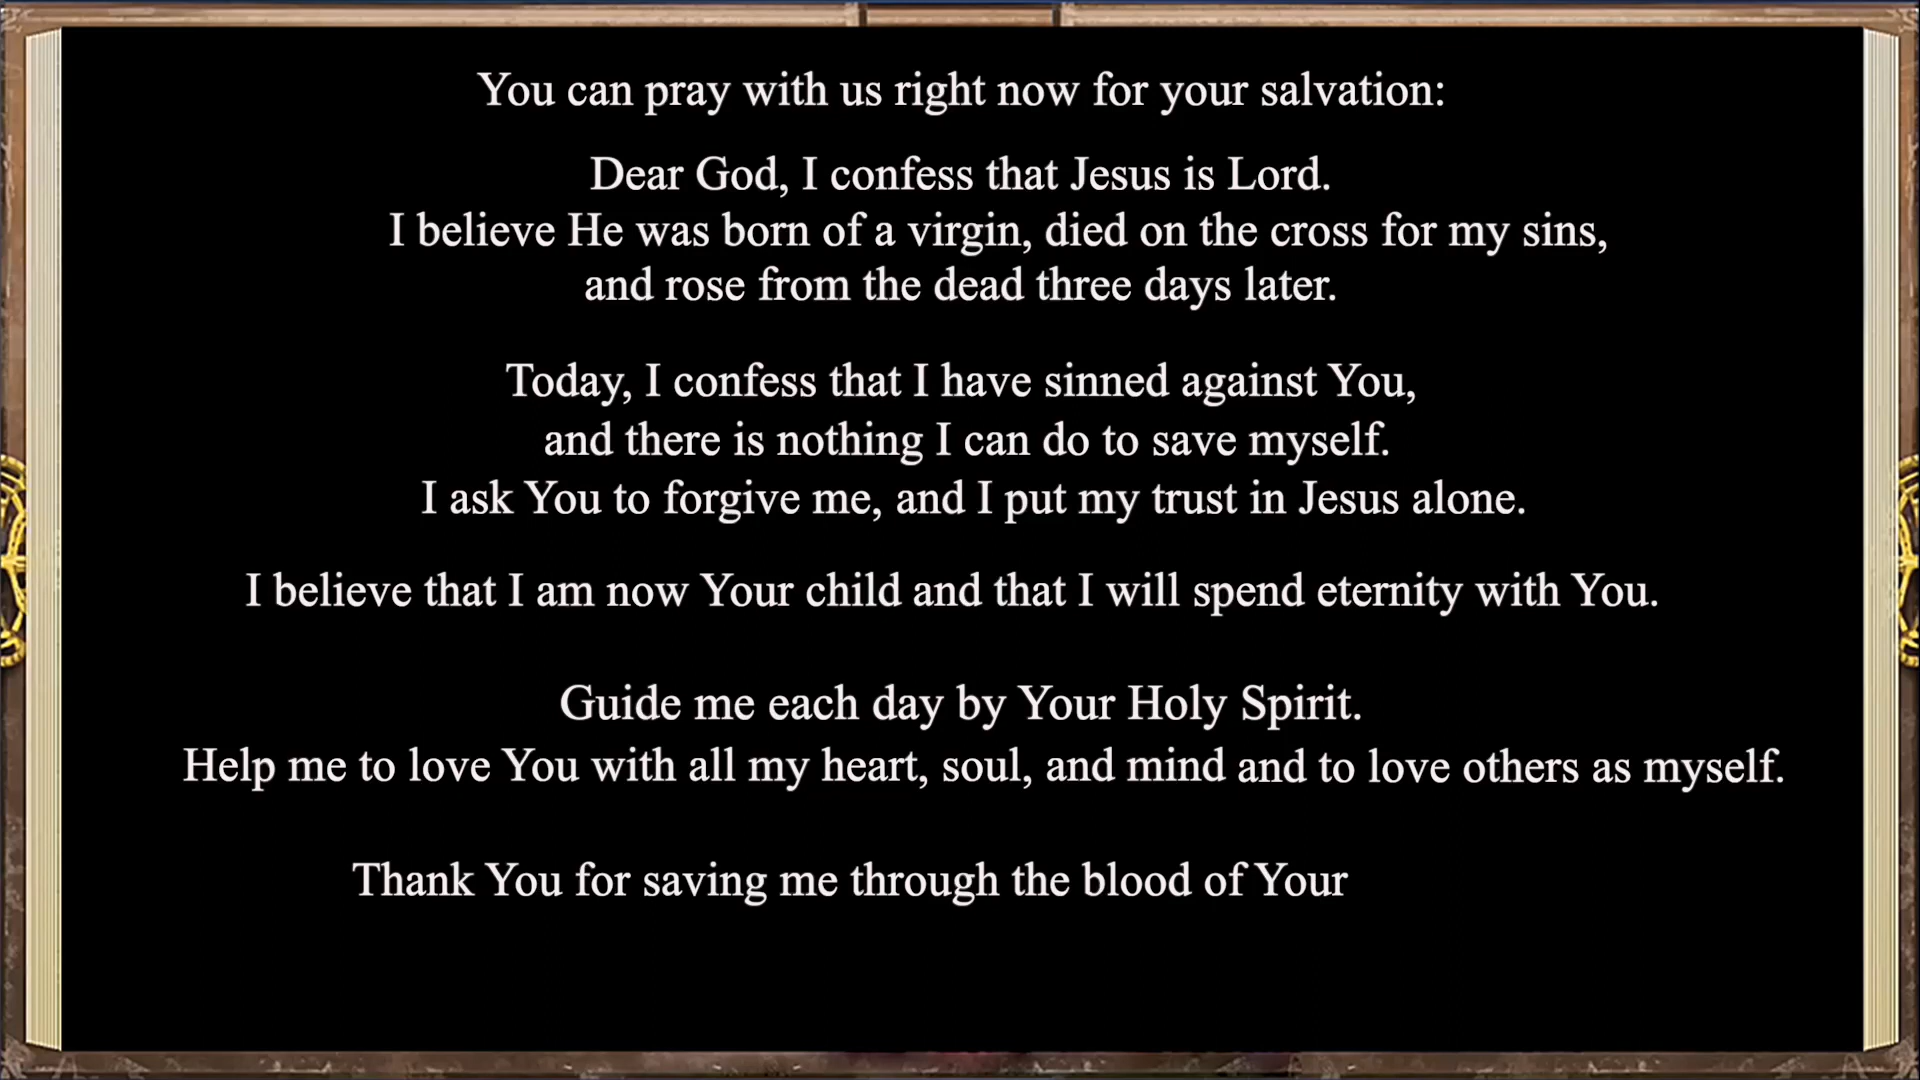 You can pray with us right now for your salvation:
Dear God, I confess that Jesus is Lord.
I believe He was born of a virgin, died on the cross for my sins,
and rose from the dead three days later.
Today, I confess that I have sinned against You,
and there is nothing I can do to save myself.
I ask You to forgive me, and I put my trust in Jesus alone.
I believe that I am now Your child and that I will spend eternity with You.
Guide me each day by Your Holy Spirit.
Help me to love You with all my heart, soul, and mind and to love others as myself.
Thank You for saving me through the blood of Your